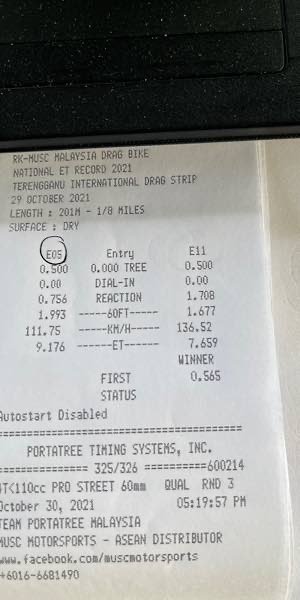 RK-MUSC MALAYSIA DRAG BIKE
NATIONAL ET RECORD 2021
TERENGGANU INTERNATIONAL DRAG STRIP
29 OCTOBER 2021
LENGTH : 201M - 1/8 MILES
SURFACE : DRY
E05 Entry E11
0.500 0.000 TREE 0.500
0.00 DIAL-IN 0.00
0.756 REACTION 1.708
1.993 ------60FT----- 1.677
111.75 -----KM/H----- 136.52
9.176 ------ET------ 7.659
WINNER
FIRST 0.565
STATUS
Autostart Disabled
========================================
PORTATREE TIMING SYSTEMS, INC.
=============== 325/326 ==========600214
4T<110cc PRO STREET 60mm QUAL RND 3
October 30, 2021 05:19:57 PM
TEAM PORTATREE MALAYSIA
MUSC MOTORSPORTS - ASEAN DISTRIBUTOR
www.facebook.com/muscmotorsports
+6016-6681490